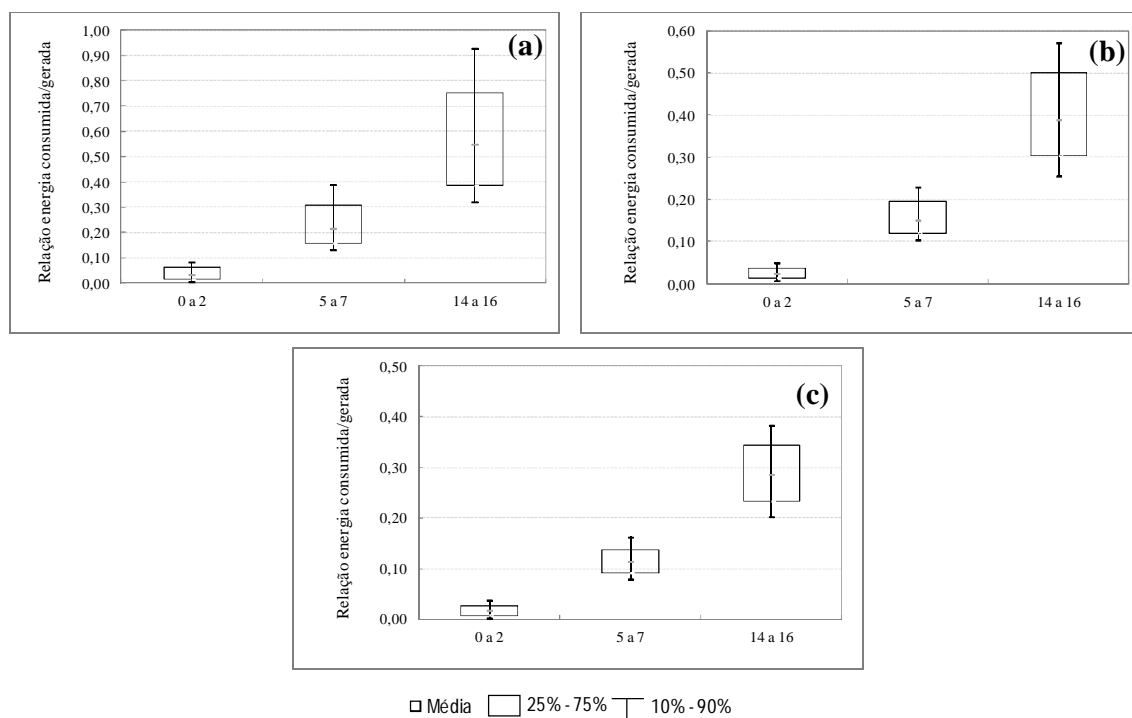 (a)
Relação energia consumida/gerada
1,00
0,90
0,80
0,70
0,60
0,50
0,40
0,30
0,20
0,10
0,00
0 a 2
5 a 7
14 a 16
(b)
Relação energia consumida/gerada
0,60
0,50
0,40
0,30
0,20
0,10
0,00
0 a 2
5 a 7
14 a 16
(c)
Relação energia consumida/gerada
0,50
0,40
0,30
0,20
0,10
0,00
0 a 2
5 a 7
14 a 16
Média 25% - 75% 10% - 90%